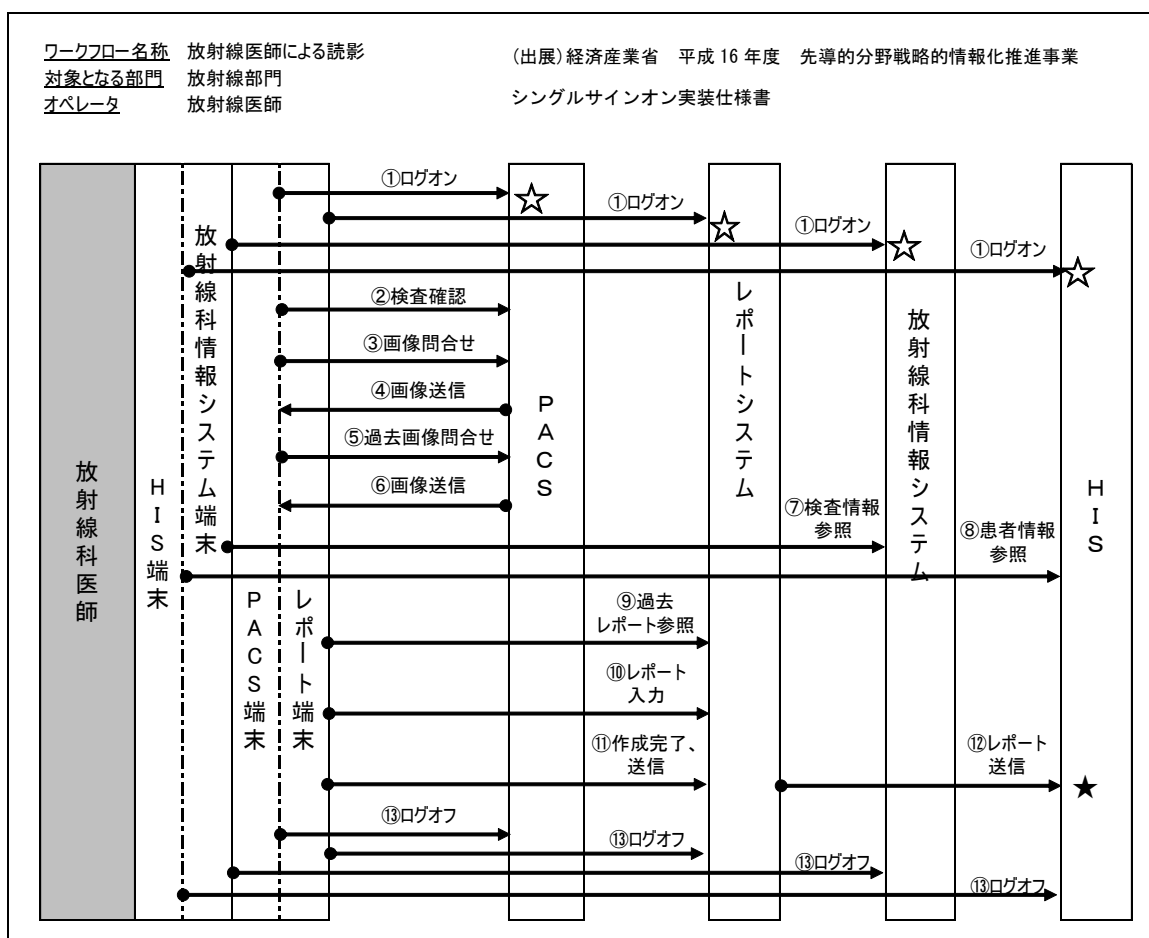 ワークフロー名称 放射線医師による読影
対象となる部門 放射線部門
オペレータ 放射線医師
(出展)経済産業省 平成16年度 先導的分野戦略的情報化推進事業
シングルサインオン実装仕様書
①ログオン
①ログオン
①ログオン
①ログオン
②検査確認
③画像問合せ
④画像送信
⑤過去画像問合せ
⑥画像送信
⑦検査情報
参照
⑧患者情報
参照
⑨過去
レポート参照
⑩レポート
入力
⑪作成完了、
送信
⑫レポート
送信
⑬ログオフ
⑬ログオフ
⑬ログオフ
⑬ログオフ
放射線科医師
HIS端末
放射線科情報システム端末
PACS端末
レポート端末
PACS
レポートシステム
放射線科情報システム
HIS